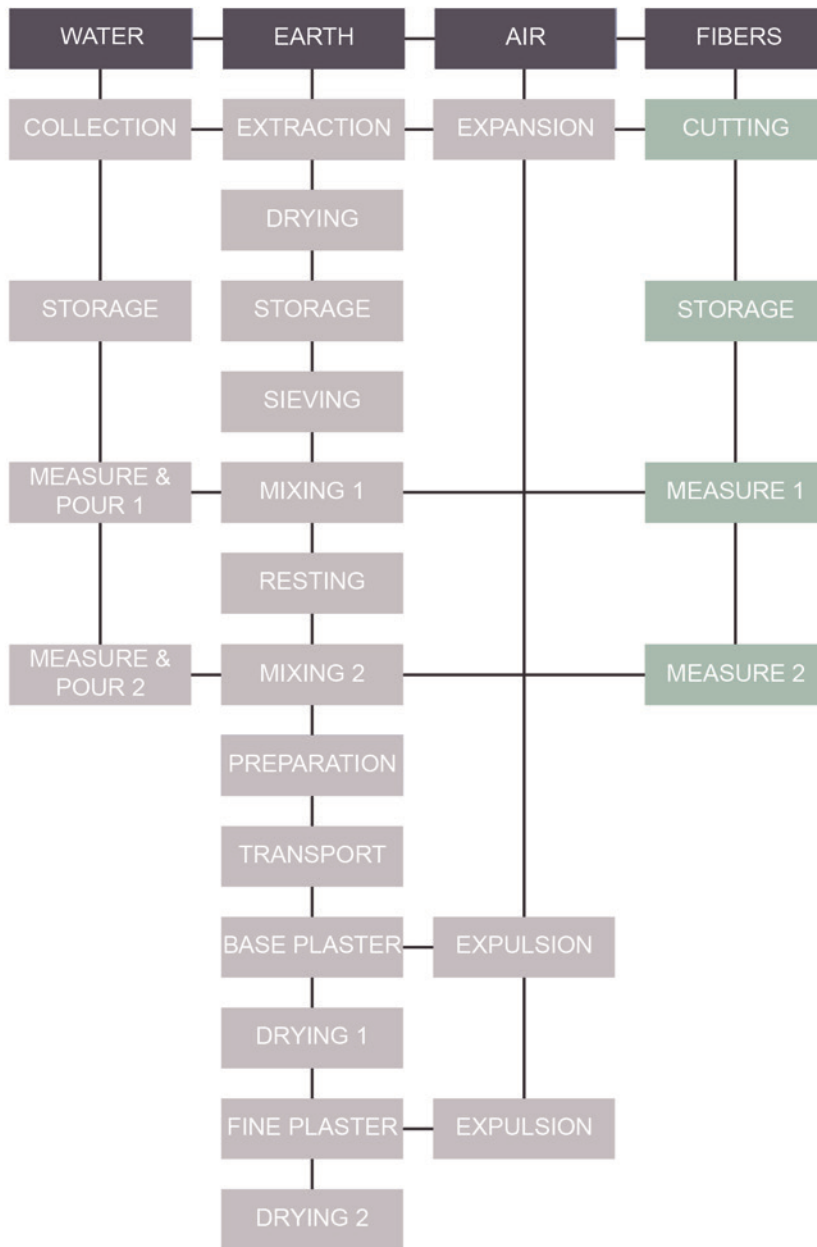 WATER
EARTH
AIR
FIBERS
COLLECTION
EXTRACTION
EXPANSION
CUTTING
DRYING
STORAGE
STORAGE
STORAGE
SIEVING
MEASURE &
POUR 1
MIXING 1
MEASURE 1
RESTING
MEASURE &
POUR 2
MIXING 2
MEASURE 2
PREPARATION
TRANSPORT
BASE PLASTER
EXPULSION
DRYING 1
FINE PLASTER
EXPULSION
DRYING 2